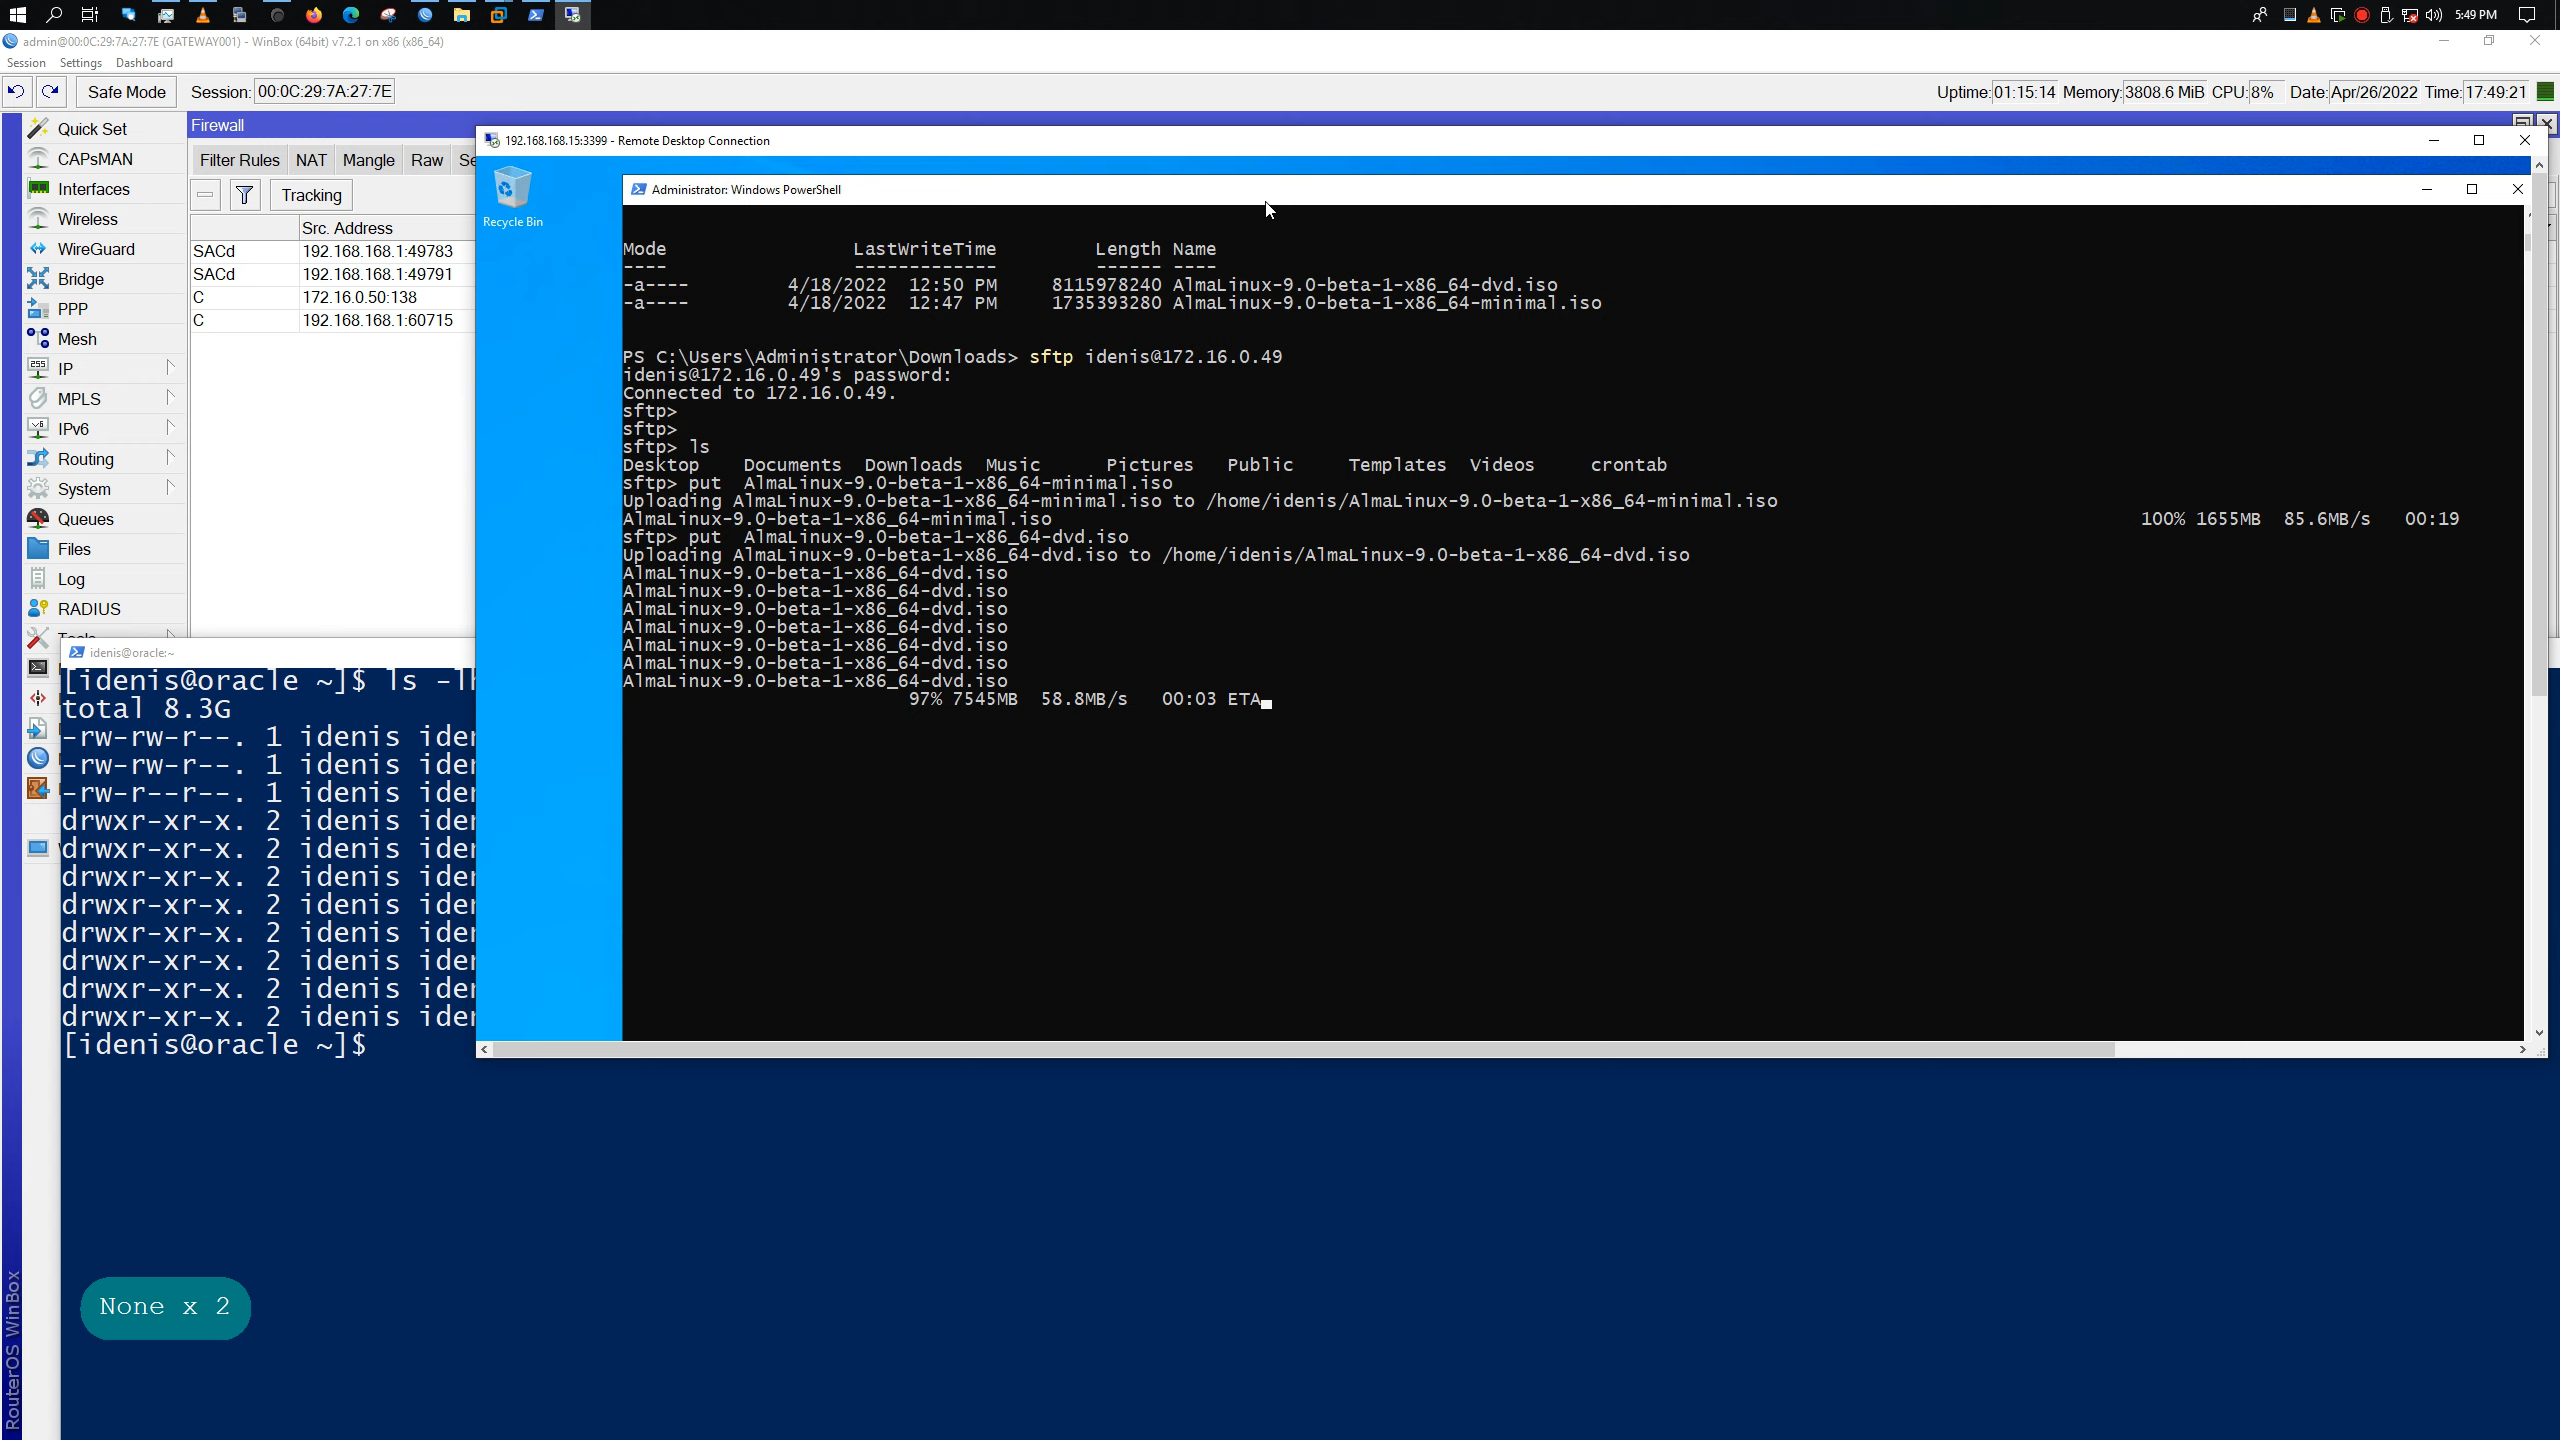 5:49 PM
admin@00:0C:29:7A:27:7E (GATEWAY001) - WinBox (64bit) v7.2.1 on x86 (x86_64)
Session Settings Dashboard
Safe Mode Session: 00:0C:29:7A:27:7E Uptime: 01:15:14 Memory: 3808.6 MiB CPU: 8% Date: Apr/26/2022 Time: 17:49:21
Quick Set
CAPsMAN
Interfaces
Wireless
WireGuard
Bridge
PPP
Mesh
IP
MPLS
IPv6
Routing
System
Queues
Files
Log
RADIUS
RouterOS WinBox
Firewall
Filter Rules NAT Mangle Raw Se
Tracking
Src. Address
SACd 192.168.168.1:49783
SACd 192.168.168.1:49791
C 172.16.0.50:138
C 192.168.168.1:60715
192.168.168.15:3399 - Remote Desktop Connection
Recycle Bin
Administrator: Windows PowerShell
Mode LastWriteTime Length Name
---- ------------- ------ ----
-a---- 4/18/2022 12:50 PM 8115978240 AlmaLinux-9.0-beta-1-x86_64-dvd.iso
-a---- 4/18/2022 12:47 PM 1735393280 AlmaLinux-9.0-beta-1-x86_64-minimal.iso
PS C:\Users\Administrator\Downloads> sftp idenis@172.16.0.49
idenis@172.16.0.49's password:
Connected to 172.16.0.49.
sftp>
sftp>
sftp> ls
Desktop Documents Downloads Music Pictures Public Templates Videos crontab
sftp> put AlmaLinux-9.0-beta-1-x86_64-minimal.iso
Uploading AlmaLinux-9.0-beta-1-x86_64-minimal.iso to /home/idenis/AlmaLinux-9.0-beta-1-x86_64-minimal.iso
AlmaLinux-9.0-beta-1-x86_64-minimal.iso 100% 1655MB 85.6MB/s 00:19
sftp> put AlmaLinux-9.0-beta-1-x86_64-dvd.iso
Uploading AlmaLinux-9.0-beta-1-x86_64-dvd.iso to /home/idenis/AlmaLinux-9.0-beta-1-x86_64-dvd.iso
AlmaLinux-9.0-beta-1-x86_64-dvd.iso
AlmaLinux-9.0-beta-1-x86_64-dvd.iso
AlmaLinux-9.0-beta-1-x86_64-dvd.iso
AlmaLinux-9.0-beta-1-x86_64-dvd.iso
AlmaLinux-9.0-beta-1-x86_64-dvd.iso
AlmaLinux-9.0-beta-1-x86_64-dvd.iso
AlmaLinux-9.0-beta-1-x86_64-dvd.iso
97% 7545MB 58.8MB/s 00:03 ETA
idenis@oracle:~
[idenis@oracle ~]$ ls -lh
total 8.3G
-rw-rw-r--. 1 idenis iden
-rw-rw-r--. 1 idenis iden
-rw-r--r--. 1 idenis iden
drwxr-xr-x. 2 idenis iden
drwxr-xr-x. 2 idenis iden
drwxr-xr-x. 2 idenis iden
drwxr-xr-x. 2 idenis iden
drwxr-xr-x. 2 idenis iden
drwxr-xr-x. 2 idenis iden
drwxr-xr-x. 2 idenis iden
drwxr-xr-x. 2 idenis iden
[idenis@oracle ~]$
None x 2